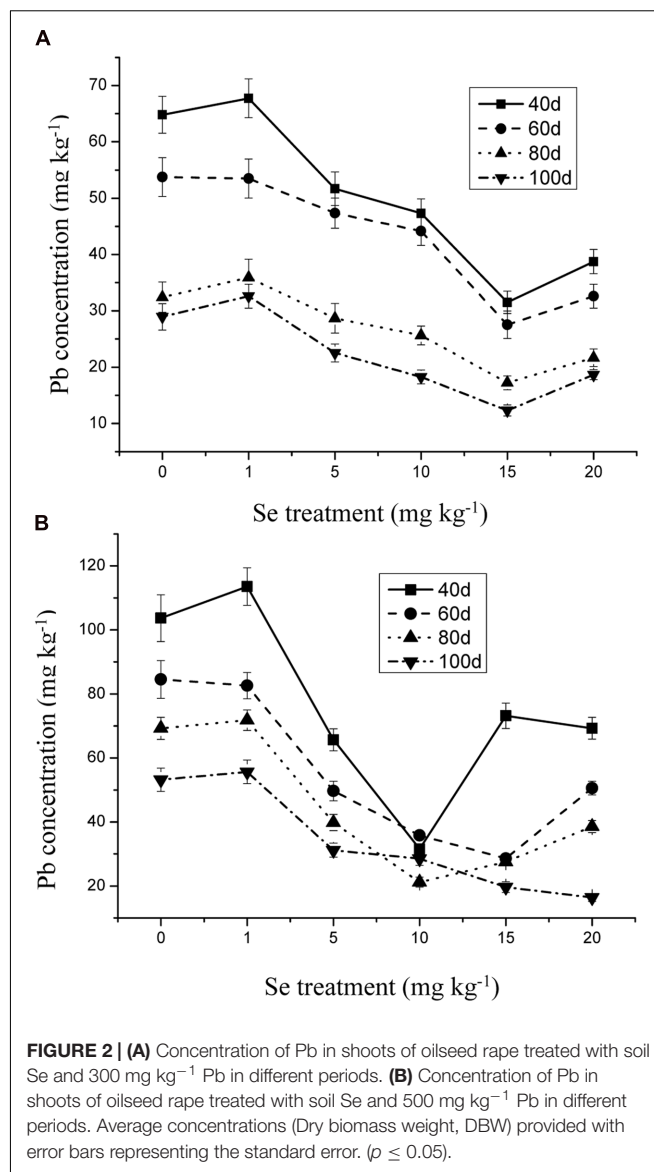 A
Pb concentration (mg kg⁻¹)
70
60
50
40
30
20
10
40d
60d
80d
100d
0 1 5 10 15 20
Se treatment (mg kg⁻¹)
B
Pb concentration (mg kg⁻¹)
120
100
80
60
40
20
40d
60d
80d
100d
0 1 5 10 15 20
Se treatment (mg kg⁻¹)
FIGURE 2 | (A) Concentration of Pb in shoots of oilseed rape treated with soil
Se and 300 mg kg⁻¹ Pb in different periods. (B) Concentration of Pb in
shoots of oilseed rape treated with soil Se and 500 mg kg⁻¹ Pb in different
periods. Average concentrations (Dry biomass weight, DBW) provided with
error bars representing the standard error. (p ≤ 0.05).